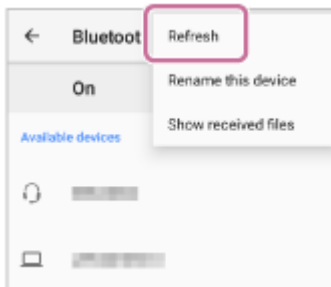 Bluetoot
Refresh
On
Rename this device
Show received files
Available devices